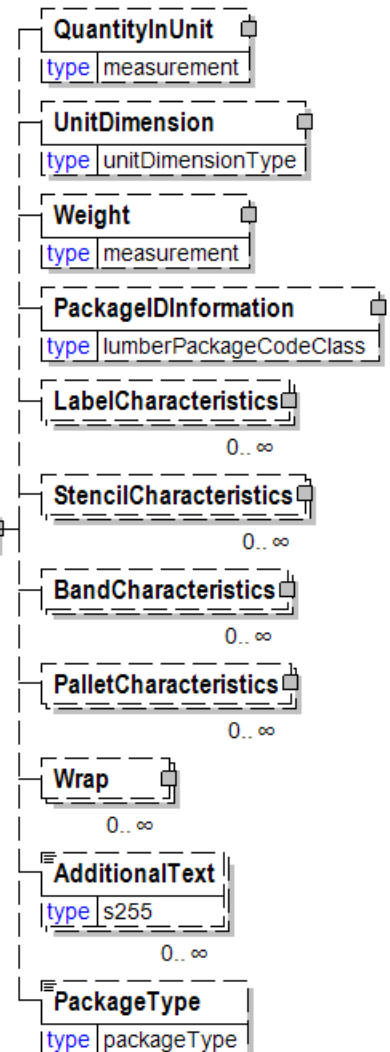 QuantityInUnit
type measurement
UnitDimension
type unitDimensionType
Weight
type measurement
PackageIDInformation
type lumberPackageCodeClass
LabelCharacteristics
0.. ∞
StencilCharacteristics
0.. ∞
BandCharacteristics
0.. ∞
PalletCharacteristics
0.. ∞
Wrap
0.. ∞
AdditionalText
type s255
0.. ∞
PackageType
type packageType